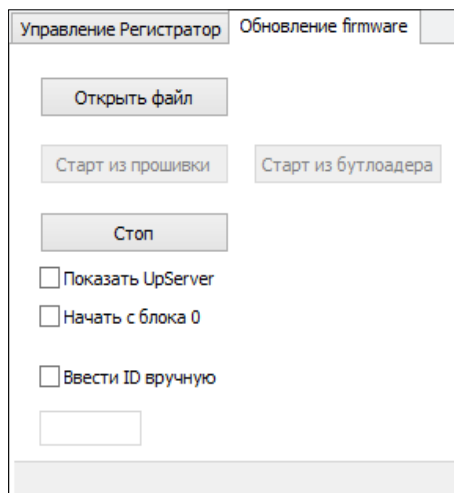 Управление Регистратор Обновление firmware
Открыть файл
Старт из прошивки Старт из бутлоадера
Стоп
Показать UpServer
Начать с блока 0
Ввести ID вручную